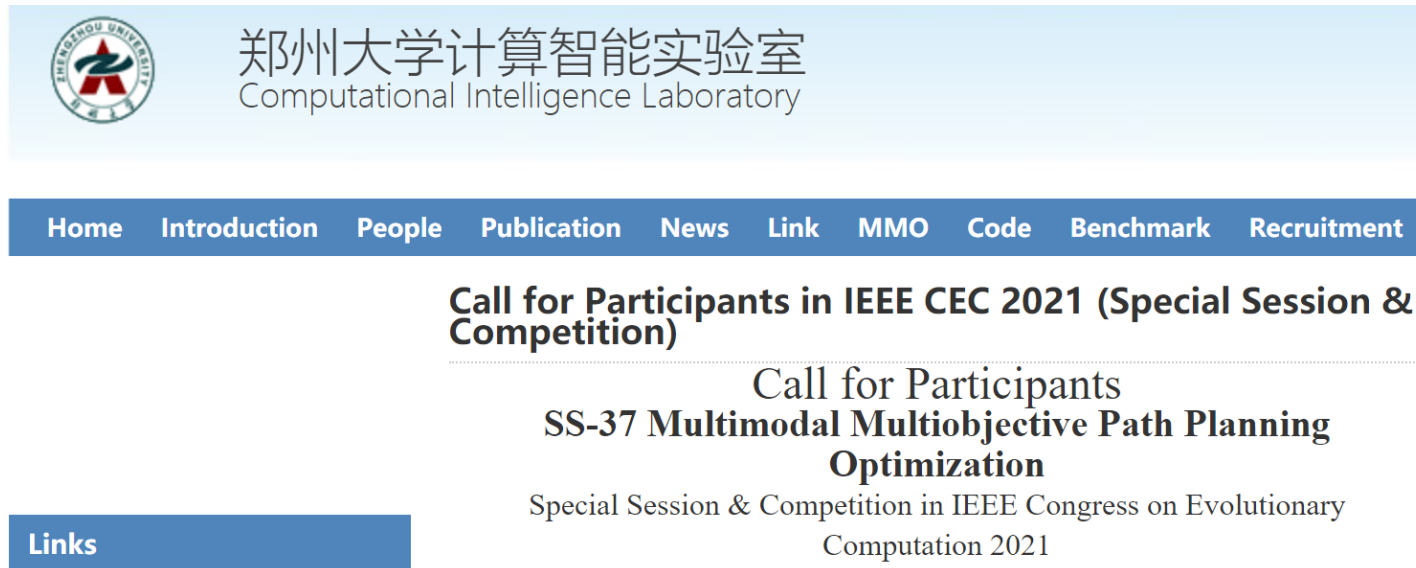 ZHENGZHOU UNIVERSITY
郑州大学计算智能实验室
Computational Intelligence Laboratory
Home Introduction People Publication News Link MMO Code Benchmark Recruitment
Call for Participants in IEEE CEC 2021 (Special Session &
Competition)
Call for Participants
SS-37 Multimodal Multiobjective Path Planning
Optimization
Special Session & Competition in IEEE Congress on Evolutionary
Computation 2021
Links